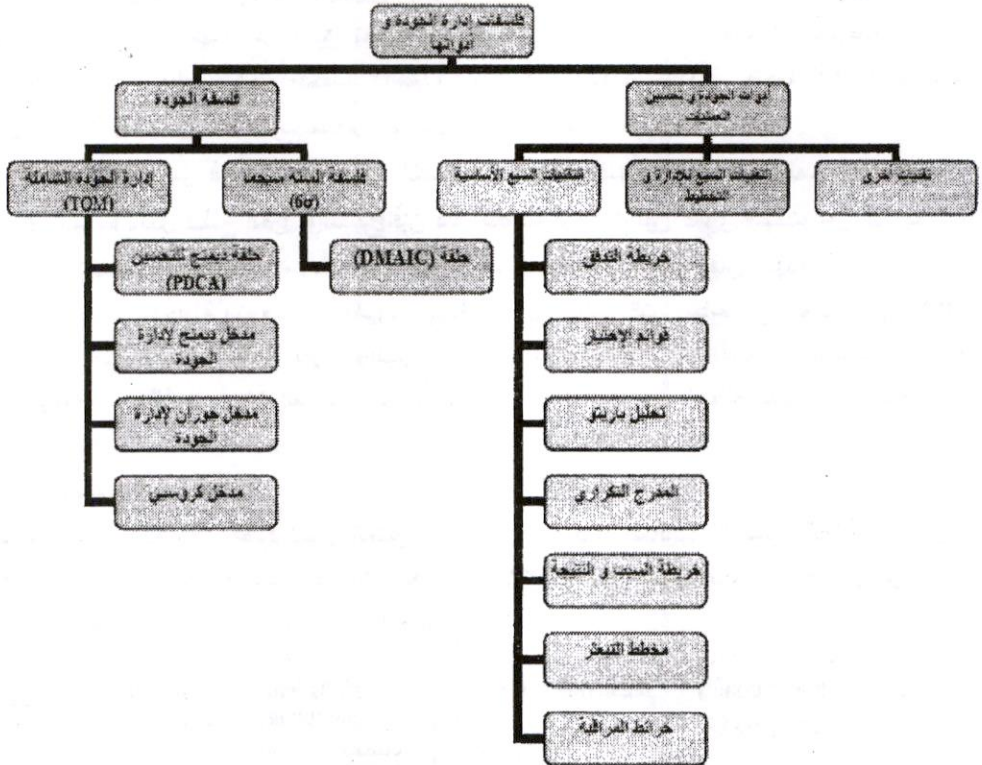 فلسفات إدارة الجودة و
أدواتها
أدوات الجودة و تحسين
العمليات
فلسفة الجودة
تقنيات أخرى
التقنيات السبع للإدارة و
التخطيط
التقنيات السبع الأساسية
فلسفة الستة سيجما
(6σ)
إدارة الجودة الشاملة
(TQM)
خريطة التدفق
قوائم الإختبار
تحليل باريتو
المدرج التكراري
خريطة السبب و النتيجة
مخطط التبعثر
خرائط المراقبة
حلقة (DMAIC)
حلقة ديمنج للتحسين
(PDCA)
مدخل ديمنج لإدارة
الجودة
مدخل جوران لإدارة
الجودة
مدخل كروسبي